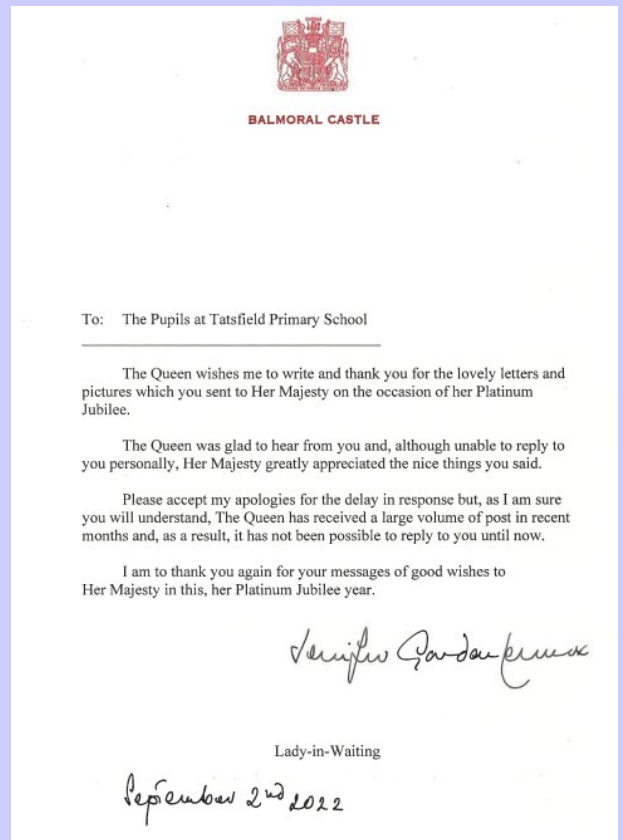 BALMORAL CASTLE
To: The Pupils at Tatsfield Primary School
The Queen wishes me to write and thank you for the lovely letters and
pictures which you sent to Her Majesty on the occasion of her Platinum
Jubilee.
The Queen was glad to hear from you and, although unable to reply to
you personally, Her Majesty greatly appreciated the nice things you said.
Please accept my apologies for the delay in response but, as I am sure
you will understand, The Queen has received a large volume of post in recent
months and, as a result, it has not been possible to reply to you until now.
I am to thank you again for your messages of good wishes to
Her Majesty in this, her Platinum Jubilee year.
Jennifer Gordon Lennox
Lady-in-Waiting
September 2nd 2022